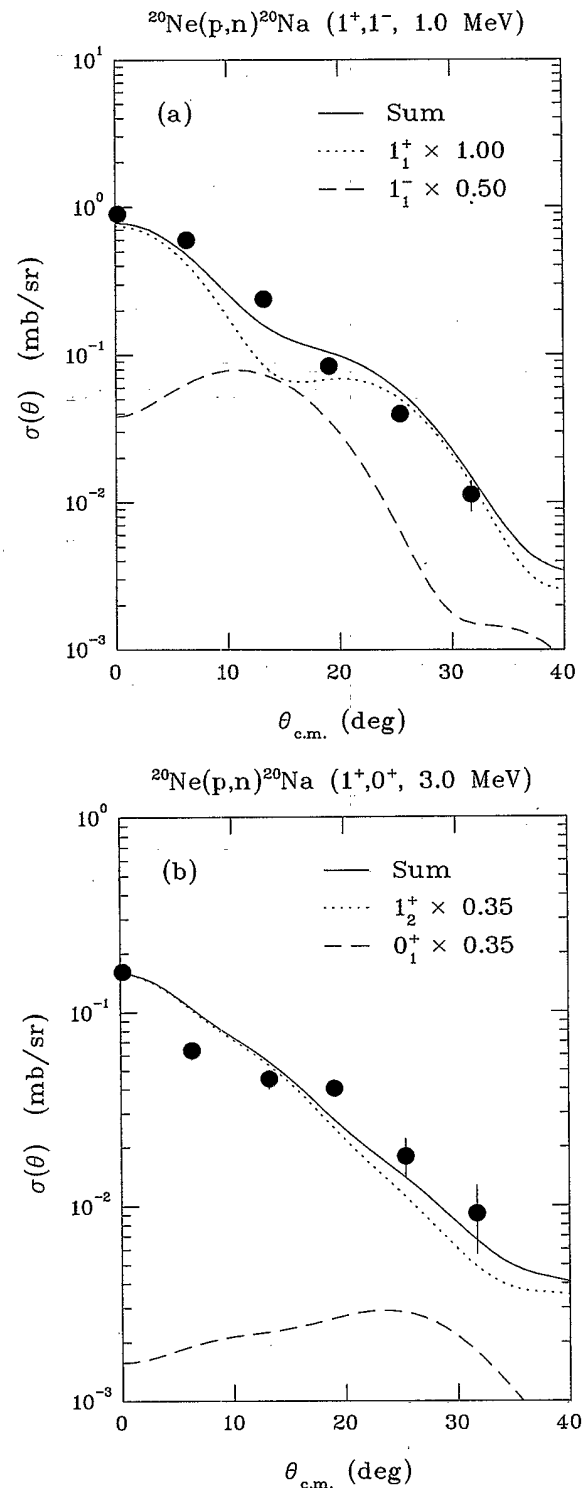 ²⁰Ne(p,n)²⁰Na (1⁺,1⁻, 1.0 MeV)
10¹
(a)
Sum
1₁⁺ × 1.00
1₁⁻ × 0.50
10⁰
σ(θ) (mb/sr)
10⁻¹
10⁻²
10⁻³
0 10 20 30 40
θc.m. (deg)
²⁰Ne(p,n)²⁰Na (1⁺,0⁺, 3.0 MeV)
10⁰
(b)
Sum
1₂⁺ × 0.35
0₁⁺ × 0.35
10⁻¹
σ(θ) (mb/sr)
10⁻²
10⁻³
0 10 20 30 40
θc.m. (deg)